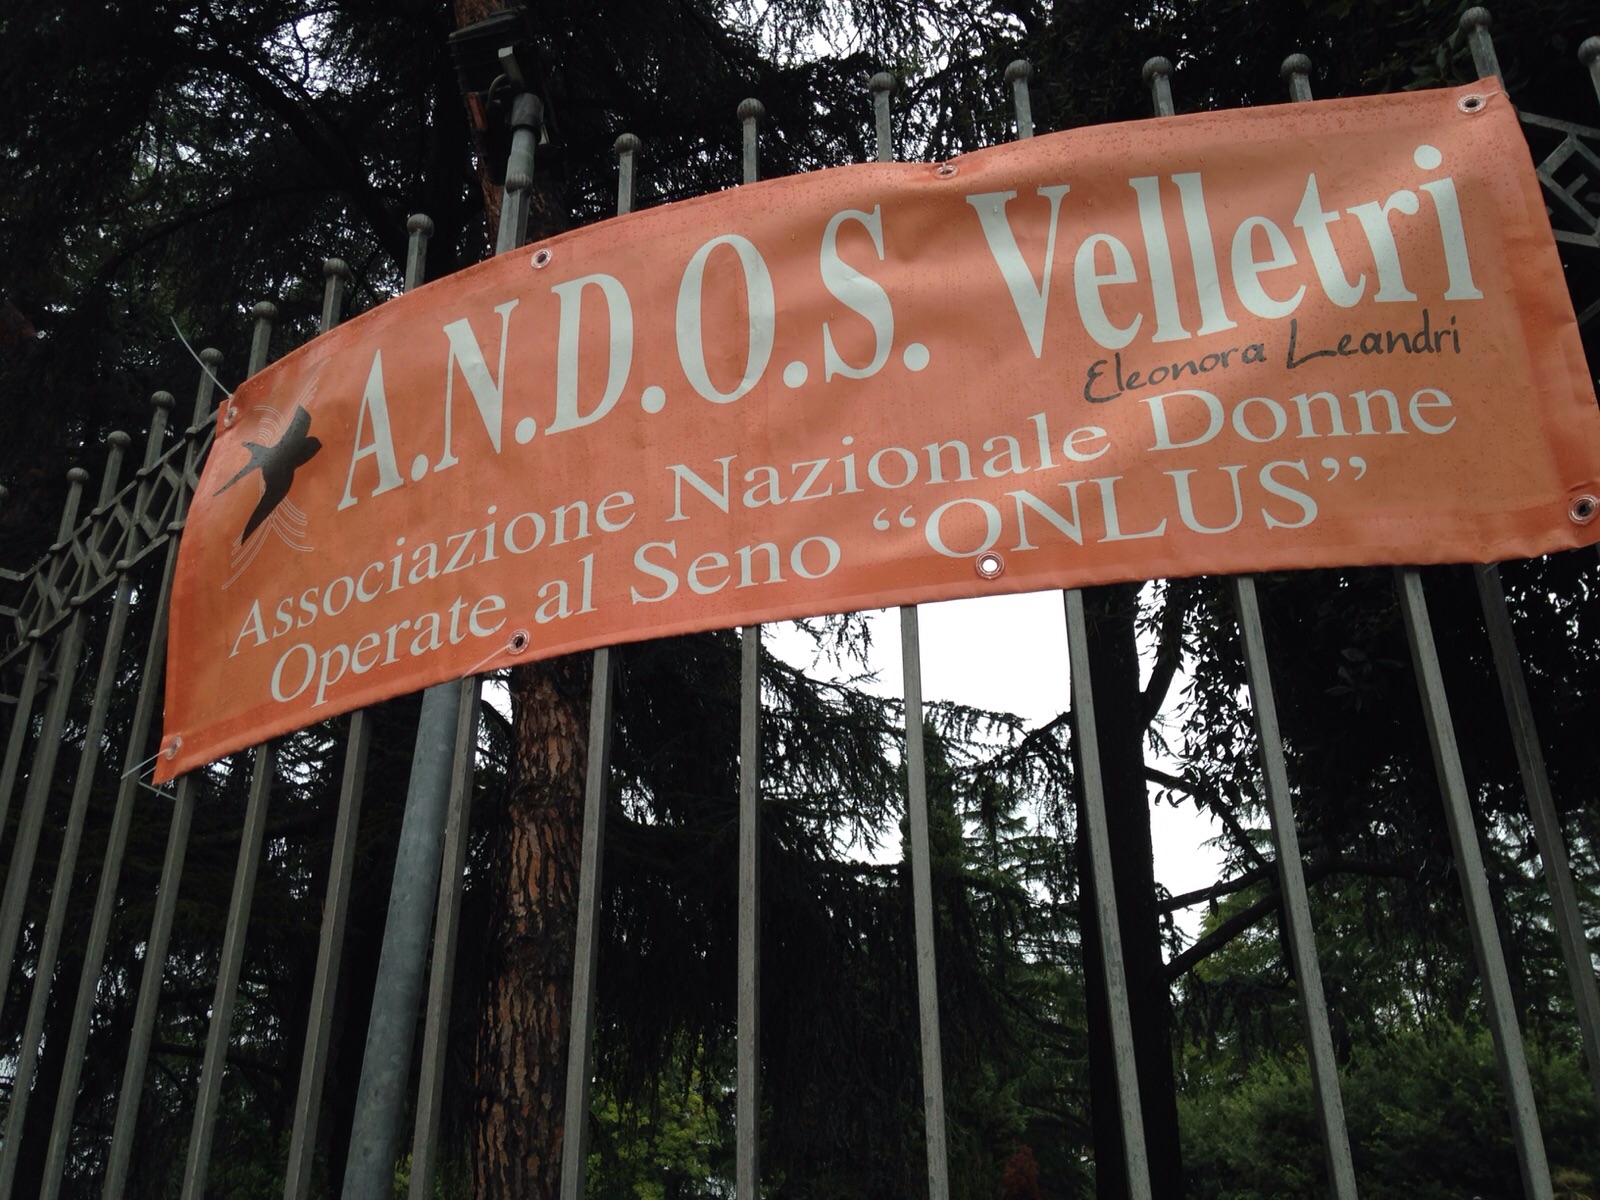 A.N.D.O.S. Velletri
Eleonora Leandri
Associazione Nazionale Donne
Operate al Seno “ONLUS”